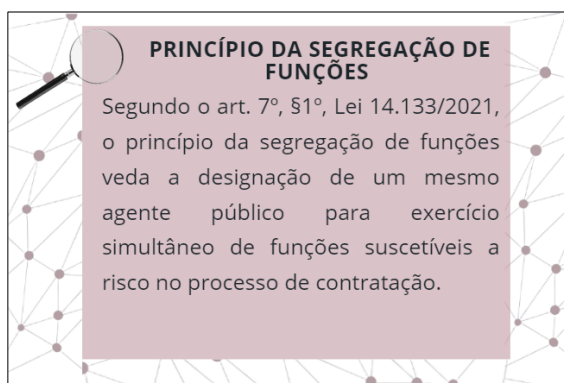 PRINCÍPIO DA SEGREGAÇÃO DE
FUNÇÕES
Segundo o art. 7º, §1º, Lei 14.133/2021,
o princípio da segregação de funções
veda a designação de um mesmo
agente público para exercício
simultâneo de funções suscetíveis a
risco no processo de contratação.